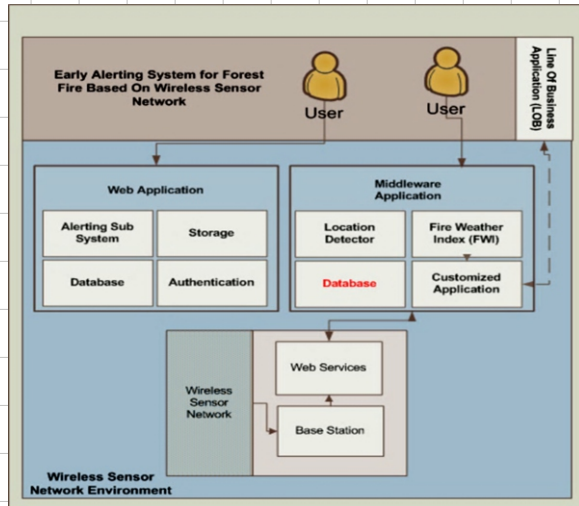 Early Alerting System for Forest
Fire Based On Wireless Sensor
Network
User
User
Line Of Business
Application (LOB)
Web Application
Alerting Sub
System
Storage
Database
Authentication
Middleware
Application
Location
Detector
Fire Weather
Index (FWI)
Database
Customized
Application
Wireless
Sensor
Network
Web Services
Base Station
Wireless Sensor
Network Environment